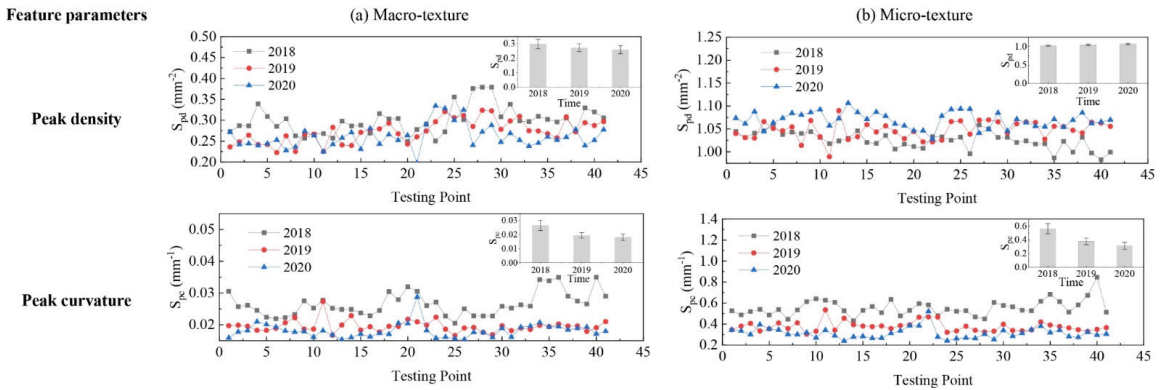 Feature parameters
(a) Macro-texture
(b) Micro-texture
Peak density
S_pd (mm⁻²)
0.50
0.45
0.40
0.35
0.30
0.25
0.20
2018
2019
2020
S_pd
0.3
0.2
0.1
0.0
2018 2019 2020
Time
0 5 10 15 20 25 30 35 40 45
Testing Point
S_pd (mm⁻²)
1.25
1.20
1.15
1.10
1.05
1.00
2018
2019
2020
S_pd
1.0
0.5
0.0
2018 2019 2020
Time
0 5 10 15 20 25 30 35 40 45
Testing Point
Peak curvature
S_pc (mm⁻¹)
0.05
0.04
0.03
0.02
2018
2019
2020
S_pc
0.03
0.02
0.01
0.00
2018 2019 2020
Time
0 5 10 15 20 25 30 35 40 45
Testing Point
S_pc (mm⁻¹)
1.4
1.2
1.0
0.8
0.6
0.4
0.2
2018
2019
2020
S_pc
0.6
0.4
0.2
0.0
2018 2019 2020
Time
0 5 10 15 20 25 30 35 40 45
Testing Point